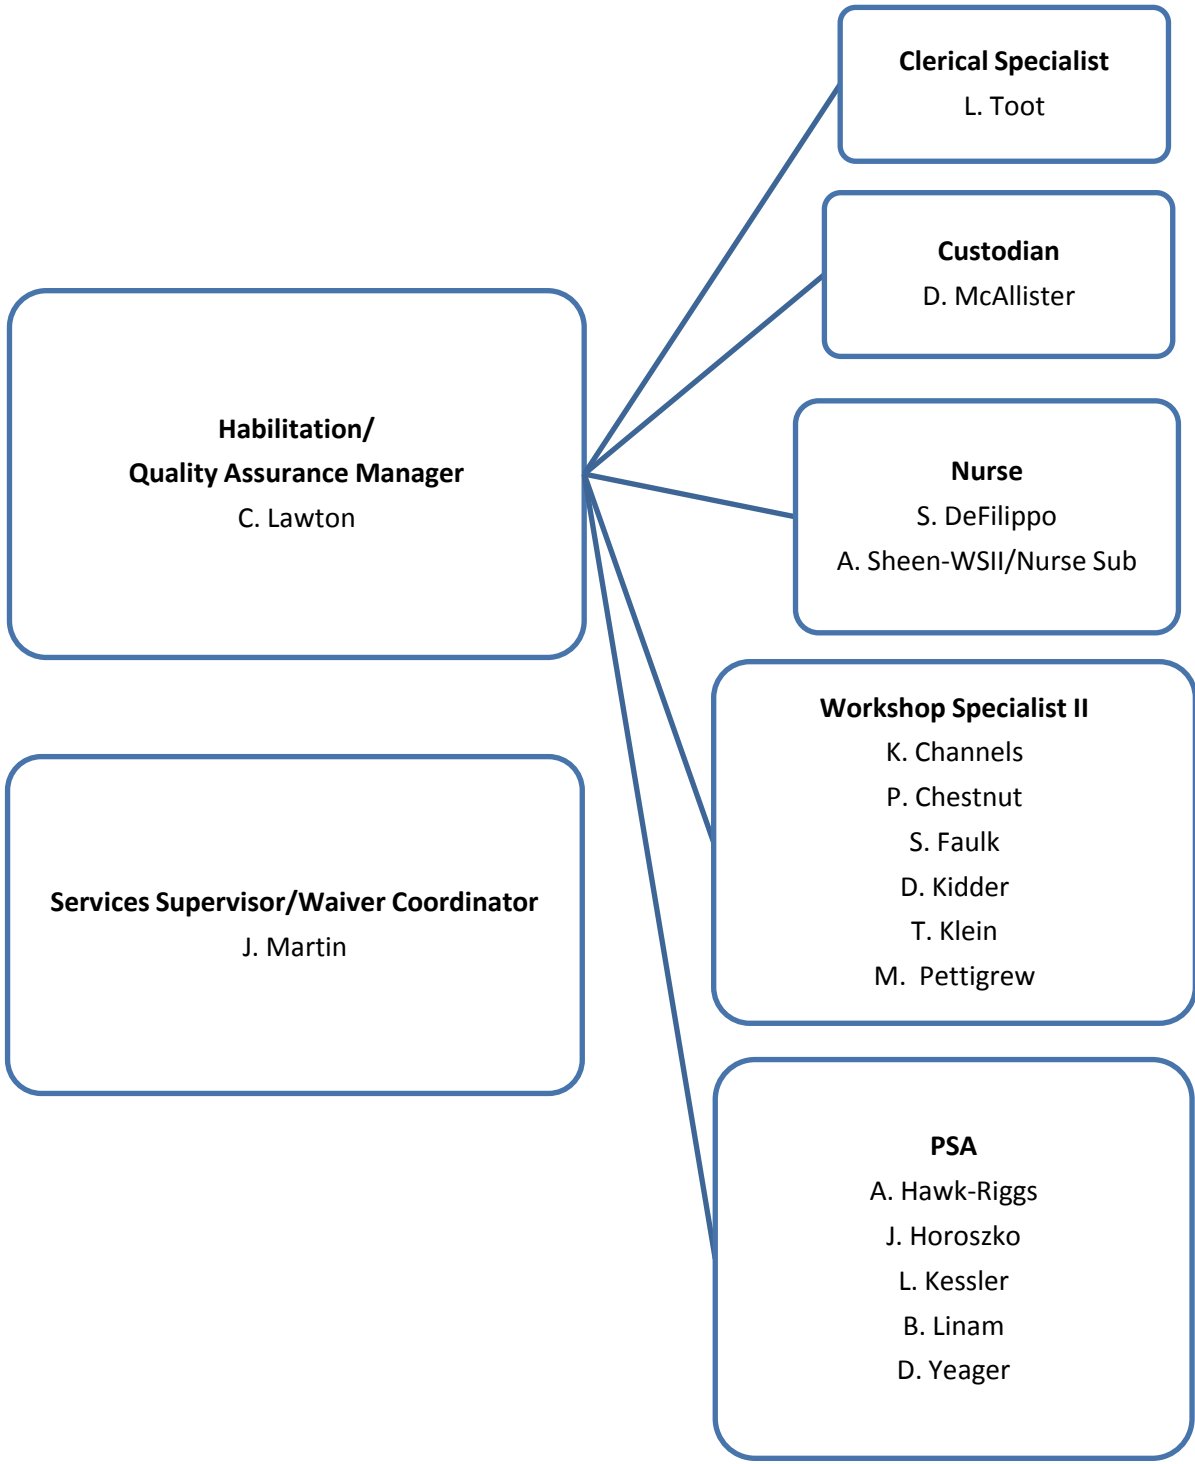 Clerical Specialist
L. Toot
Custodian
D. McAllister
Habilitation/
Quality Assurance Manager
C. Lawton
Nurse
S. DeFilippo
A. Sheen-WSII/Nurse Sub
Workshop Specialist II
K. Channels
P. Chestnut
S. Faulk
D. Kidder
T. Klein
M. Pettigrew
Services Supervisor/Waiver Coordinator
J. Martin
PSA
A. Hawk-Riggs
J. Horoszko
L. Kessler
B. Linam
D. Yeager